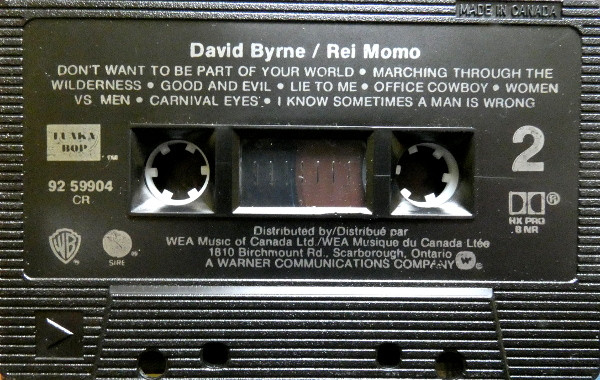 MADE IN CANADA
David Byrne / Rei Momo
DON'T WANT TO BE PART OF YOUR WORLD • MARCHING THROUGH THE
WILDERNESS • GOOD AND EVIL • LIE TO ME • OFFICE COWBOY • WOMEN
VS MEN • CARNIVAL EYES • I KNOW SOMETIMES A MAN IS WRONG
LUAKA
BOP
TM
2
92 59904
CR
HX PRO
B NR
Distributed by/Distribué par
WEA Music of Canada Ltd./WEA Musique du Canada Ltée
1810 Birchmount Rd., Scarborough, Ontario
A WARNER COMMUNICATIONS COMPANY
WB
SIRE